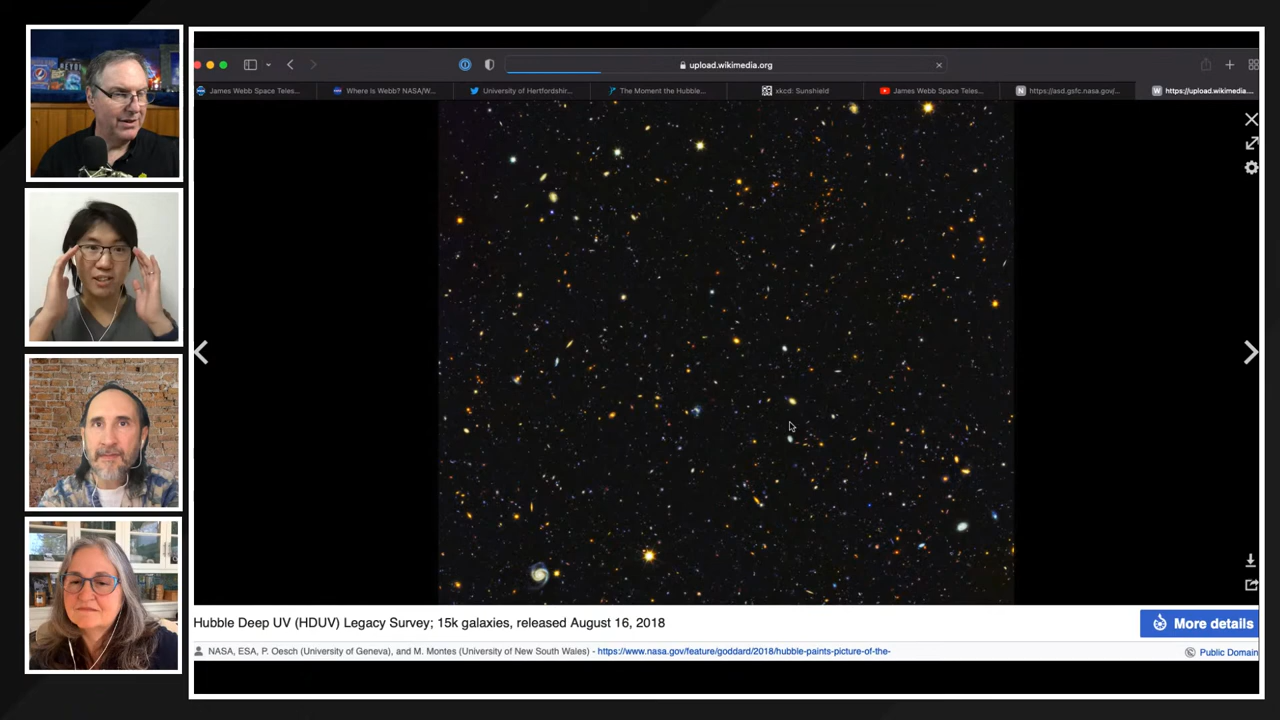 upload.wikimedia.org
James Webb Space Teles...
Where Is Webb? NASA/W...
University of Hertfordshir...
The Moment the Hubble...
xkcd: Sunshield
James Webb Space Teles...
https://asd.gsfc.nasa.gov/...
https://upload.wikimedia....
Hubble Deep UV (HDUV) Legacy Survey; 15k galaxies, released August 16, 2018
More details
NASA, ESA, P. Oesch (University of Geneva), and M. Montes (University of New South Wales) - https://www.nasa.gov/feature/goddard/2018/hubble-paints-picture-of-the-
Public Domain